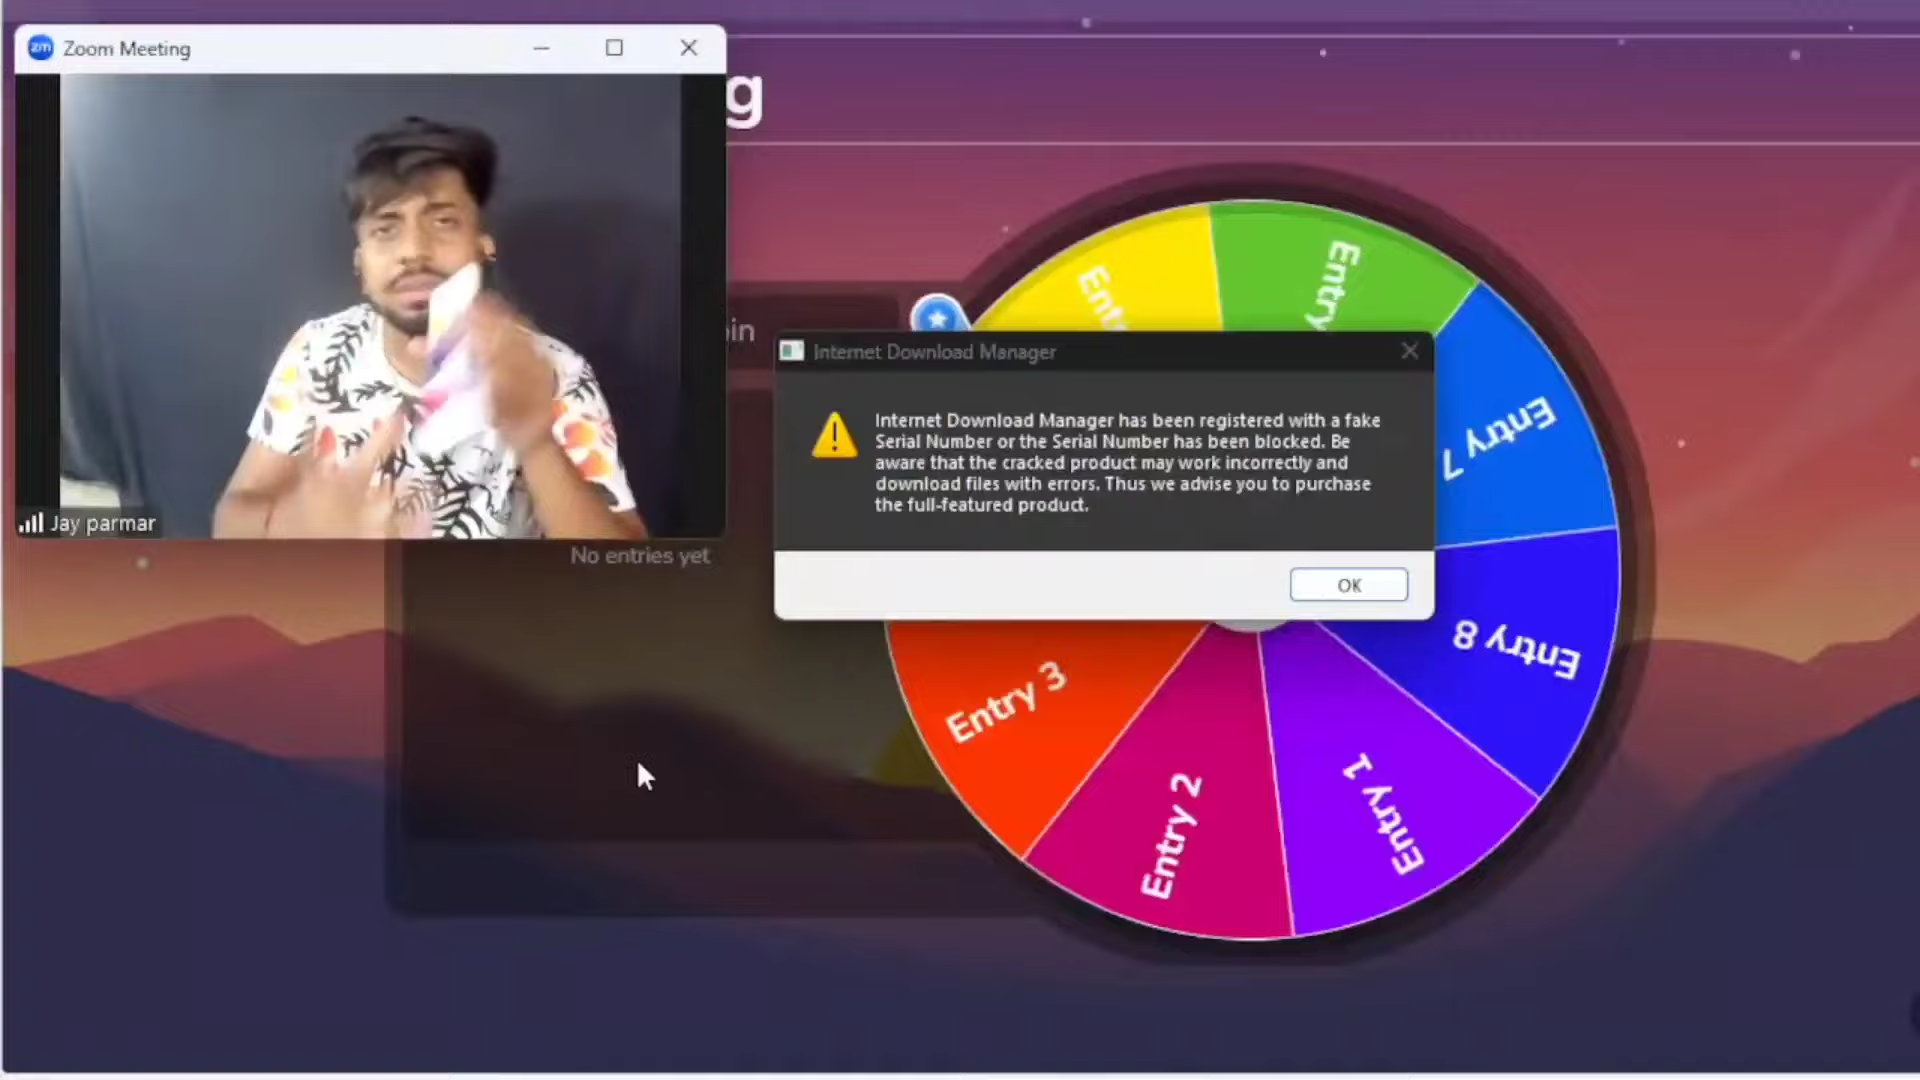 zm Zoom Meeting
g
in
Jay parmar
No entries yet
Internet Download Manager
Internet Download Manager has been registered with a fake
Serial Number or the Serial Number has been blocked. Be
aware that the cracked product may work incorrectly and
download files with errors. Thus we advise you to purchase
the full-featured product.
OK
Ent
Entry
Entry 7
Entry 8
Entry 1
Entry 2
Entry 3